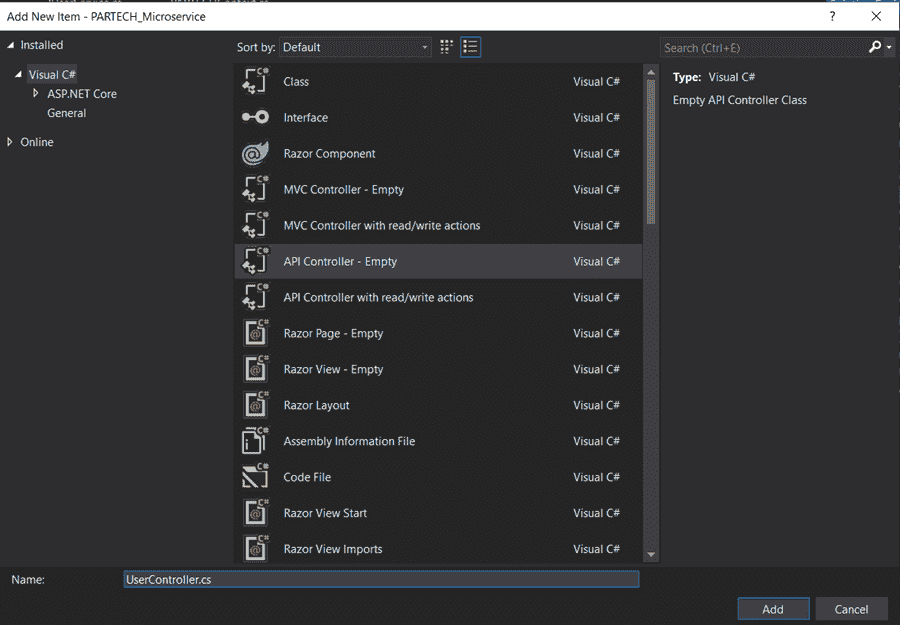 Add New Item - PARTECH_Microservice
?
Installed
Sort by: Default
Search (Ctrl+E)
Visual C#
ASP.NET Core
General
Online
Class Visual C#
Interface Visual C#
Razor Component Visual C#
MVC Controller - Empty Visual C#
MVC Controller with read/write actions Visual C#
API Controller - Empty Visual C#
API Controller with read/write actions Visual C#
Razor Page - Empty Visual C#
Razor View - Empty Visual C#
Razor Layout Visual C#
Assembly Information File Visual C#
Code File Visual C#
Razor View Start Visual C#
Razor View Imports Visual C#
Type: Visual C#
Empty API Controller Class
Name: UserController.cs
Add Cancel